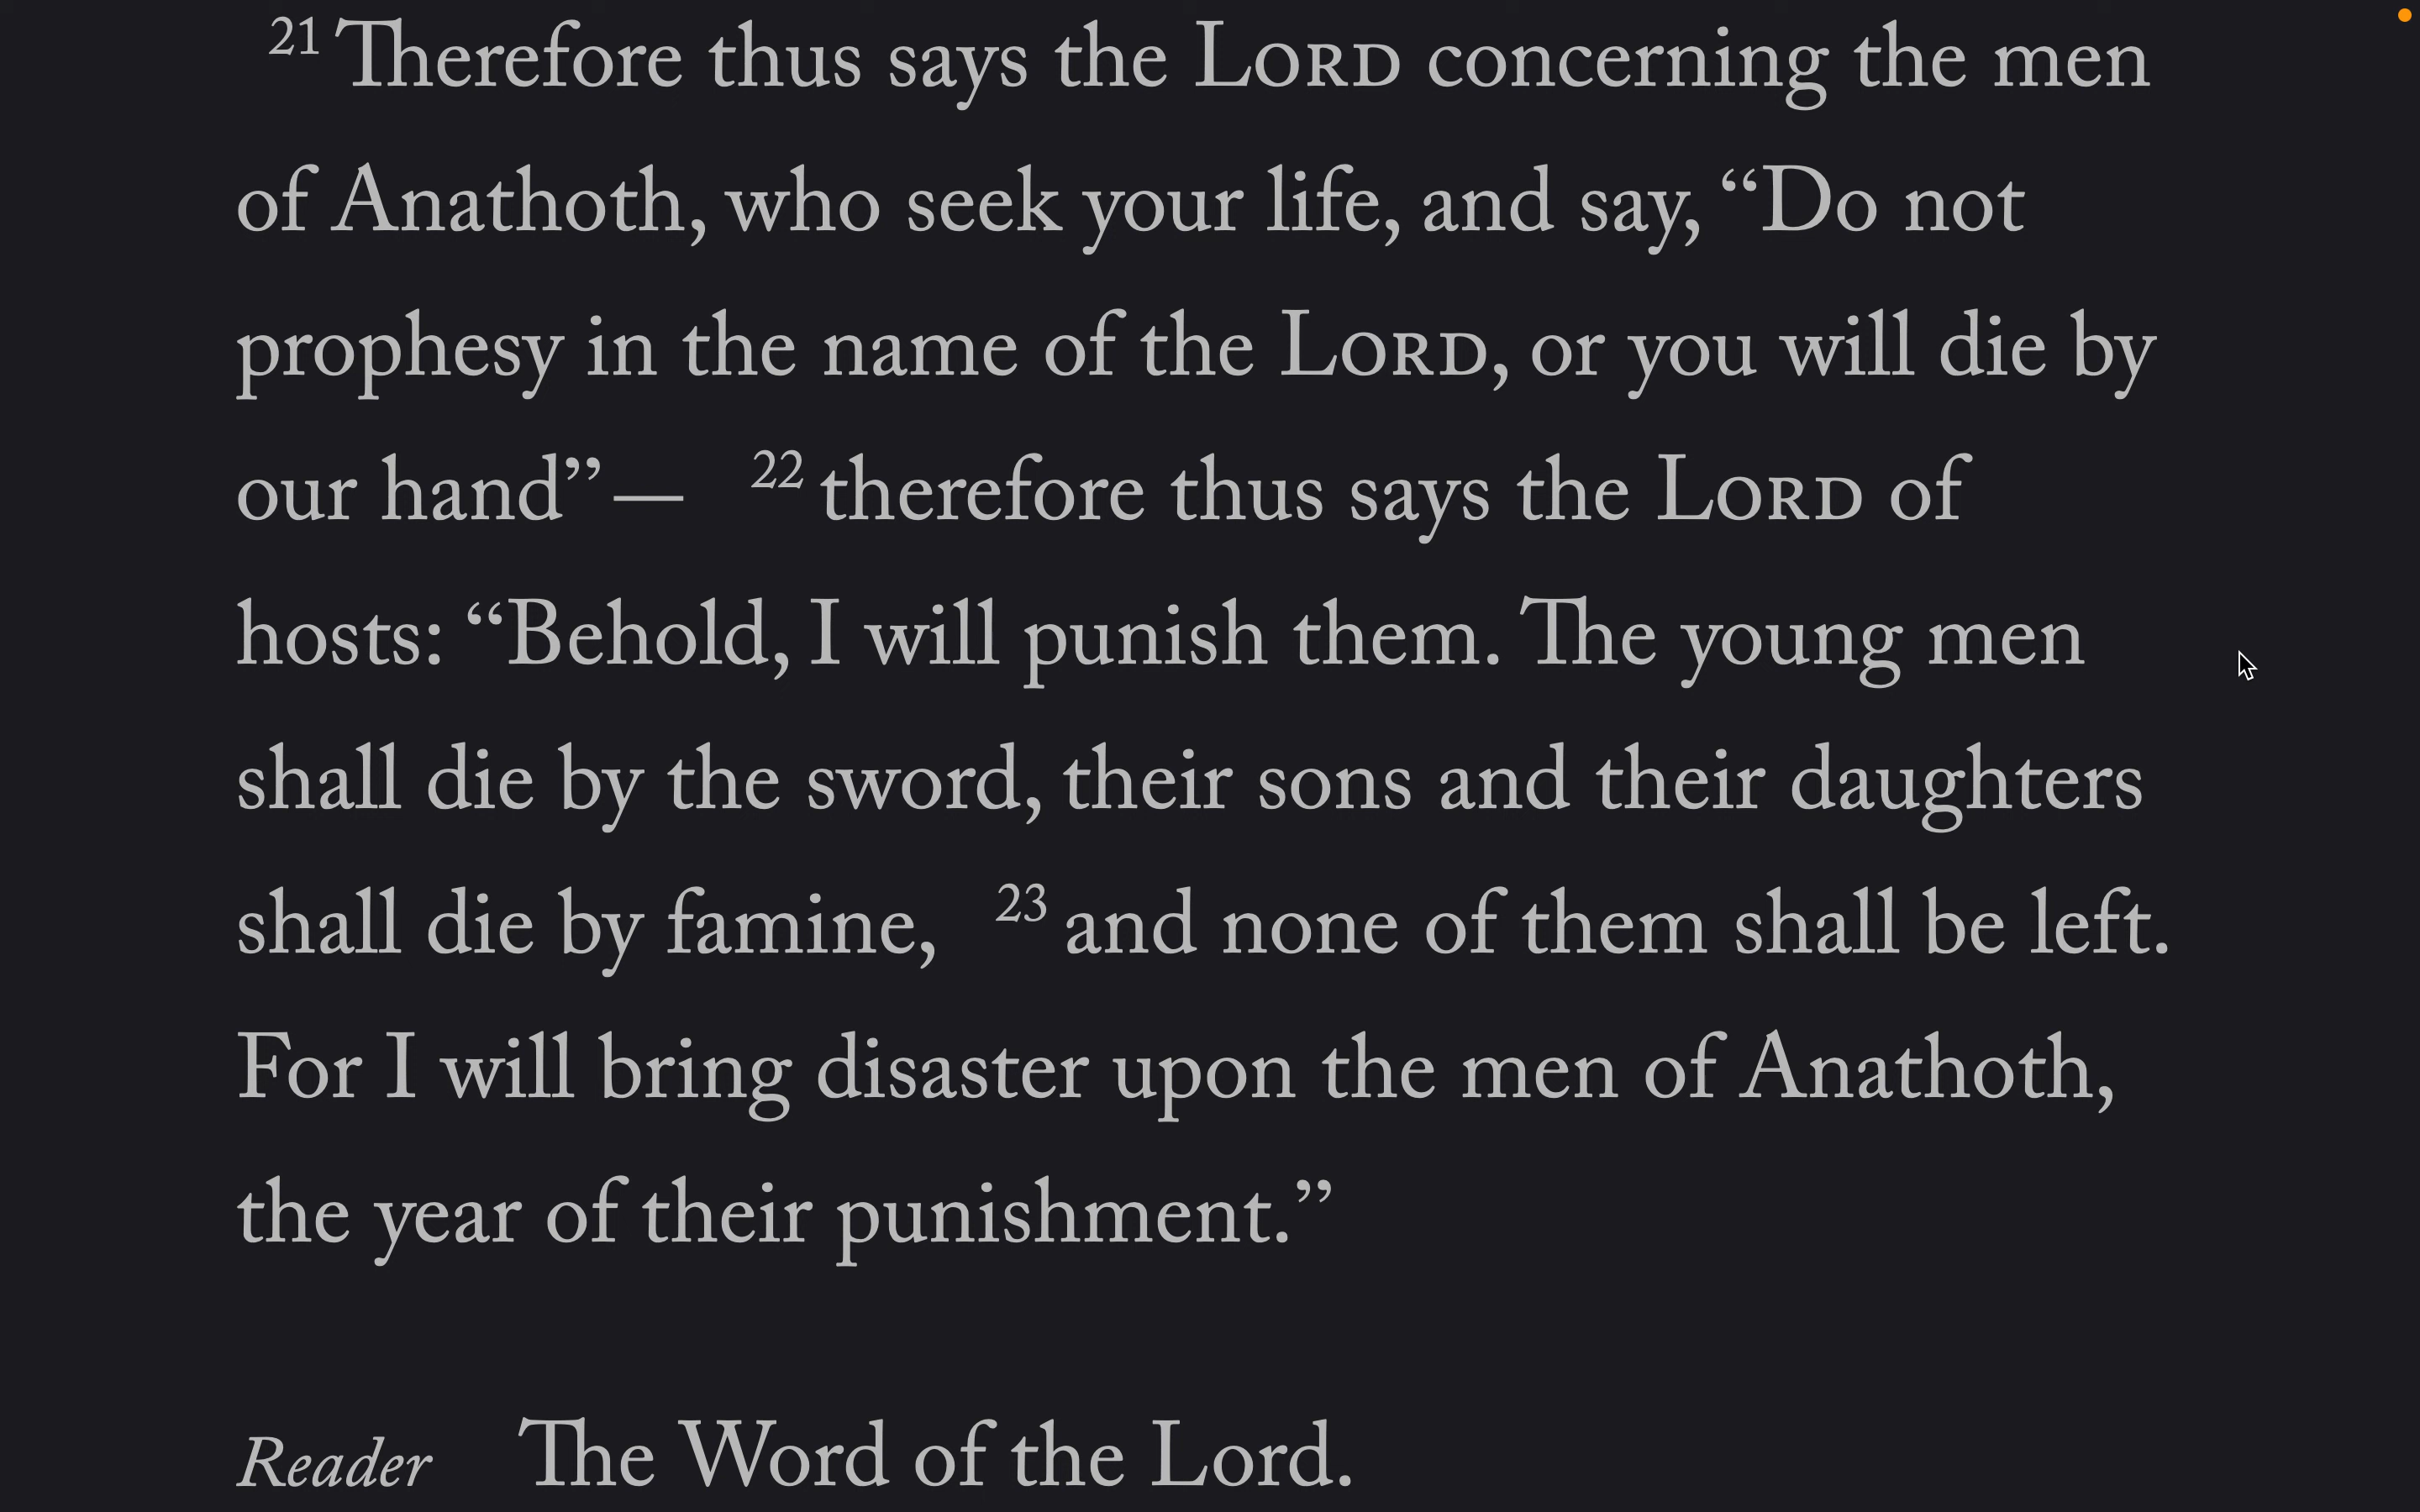 21 Therefore thus says the LORD concerning the men
of Anathoth, who seek your life, and say, “Do not
prophesy in the name of the LORD, or you will die by
our hand”— 22 therefore thus says the LORD of
hosts: “Behold, I will punish them. The young men
shall die by the sword, their sons and their daughters
shall die by famine, 23 and none of them shall be left.
For I will bring disaster upon the men of Anathoth,
the year of their punishment.”
Reader The Word of the Lord.